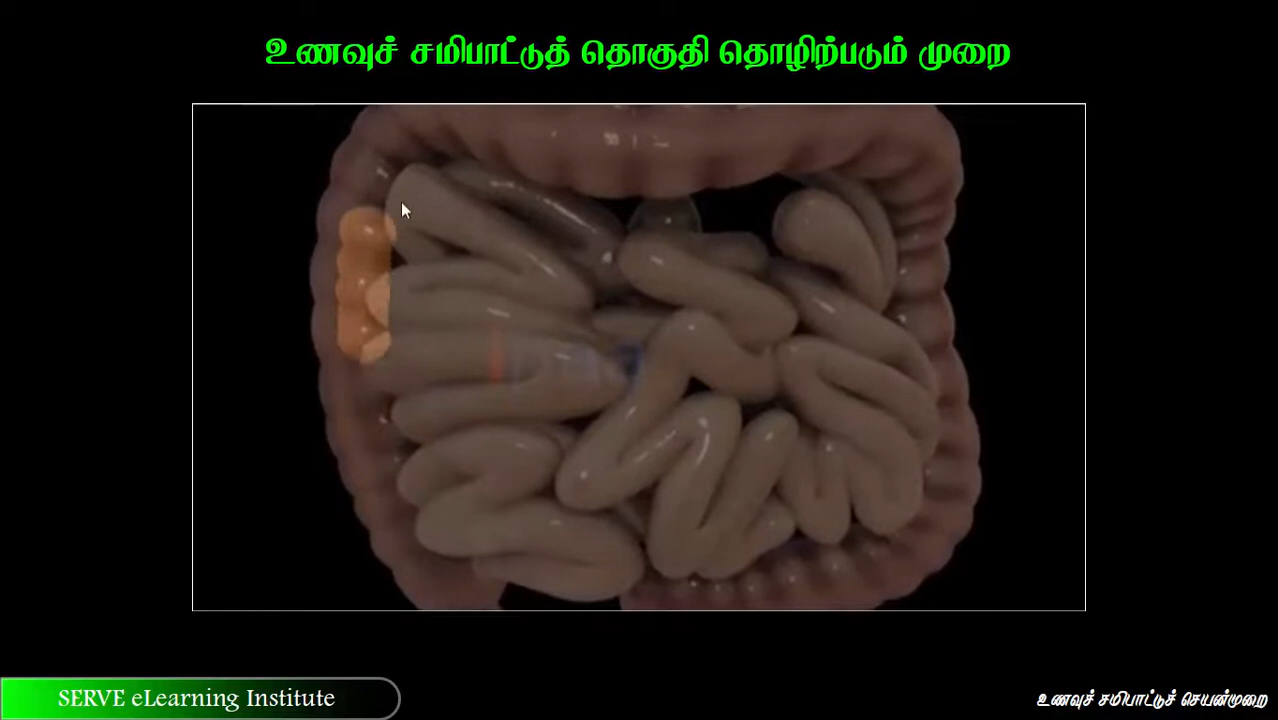 உணவுச் சமிபாட்டுத் தொகுதி தொழிற்படும் முறை
SERVE eLearning Institute
உணவுச் சமிபாட்டுச் செயன்முறை